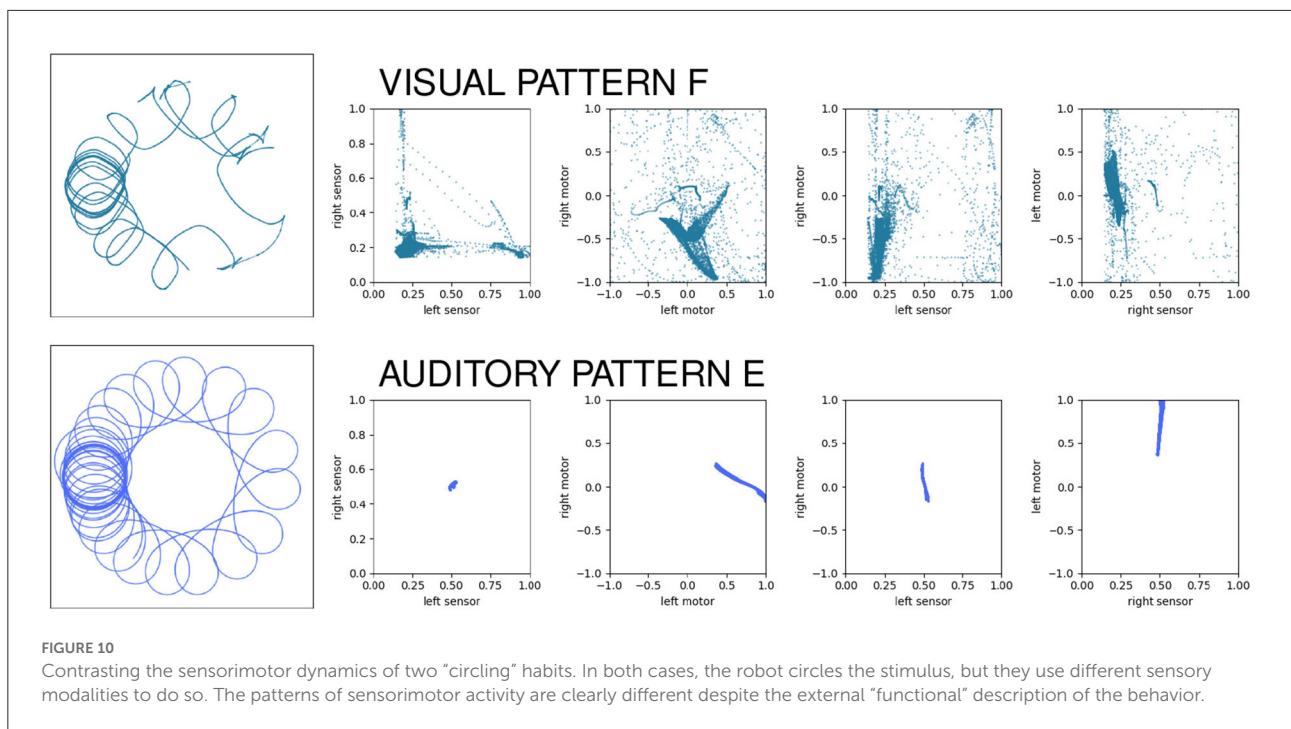 VISUAL PATTERN F
1.0
0.8
0.6
0.4
0.2
0.0
right sensor
0.00 0.25 0.50 0.75 1.00
left sensor
1.0
0.5
0.0
−0.5
−1.0
right motor
−1.0 −0.5 0.0 0.5 1.0
left motor
1.0
0.5
0.0
−0.5
−1.0
right motor
0.00 0.25 0.50 0.75 1.00
left sensor
1.0
0.5
0.0
−0.5
−1.0
left motor
0.00 0.25 0.50 0.75 1.00
right sensor
AUDITORY PATTERN E
1.0
0.8
0.6
0.4
0.2
0.0
right sensor
0.00 0.25 0.50 0.75 1.00
left sensor
1.0
0.5
0.0
−0.5
−1.0
right motor
−1.0 −0.5 0.0 0.5 1.0
left motor
1.0
0.5
0.0
−0.5
−1.0
right motor
0.00 0.25 0.50 0.75 1.00
left sensor
1.0
0.5
0.0
−0.5
−1.0
left motor
0.00 0.25 0.50 0.75 1.00
right sensor
FIGURE 10
Contrasting the sensorimotor dynamics of two “circling” habits. In both cases, the robot circles the stimulus, but they use different sensory
modalities to do so. The patterns of sensorimotor activity are clearly different despite the external “functional” description of the behavior.